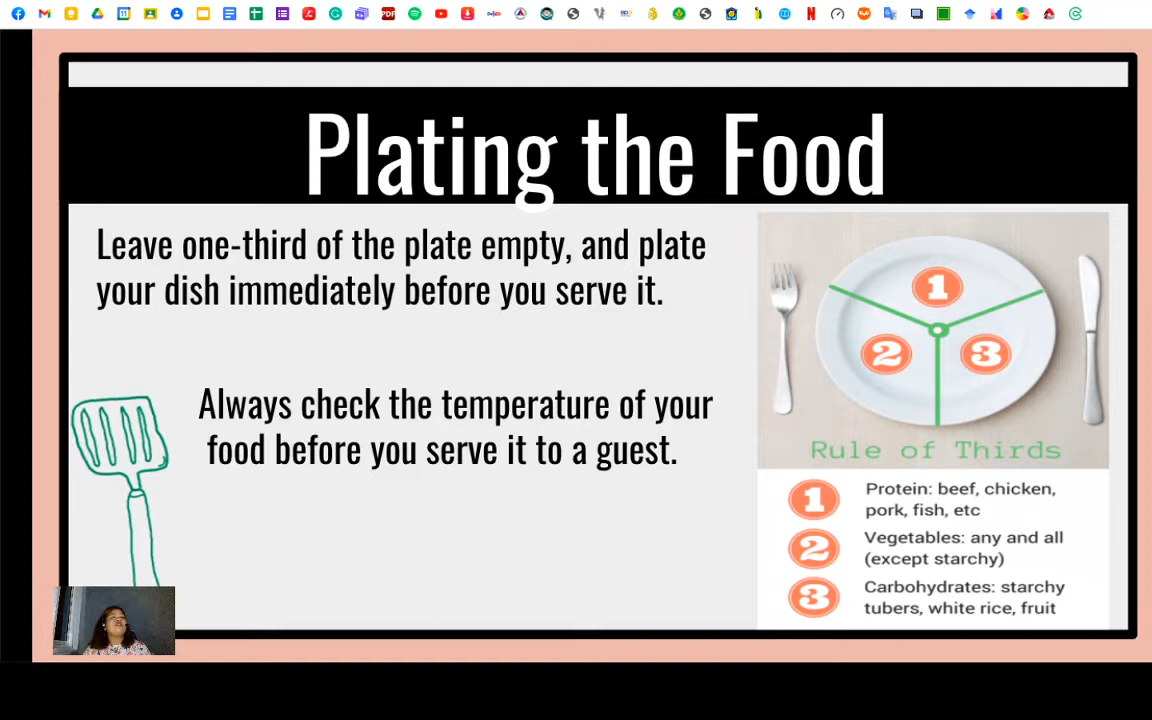 Plating the Food
Leave one-third of the plate empty, and plate
your dish immediately before you serve it.
Always check the temperature of your
food before you serve it to a guest.
1
2
3
Rule of Thirds
1
Protein: beef, chicken,
pork, fish, etc
2
Vegetables: any and all
(except starchy)
3
Carbohydrates: starchy
tubers, white rice, fruit